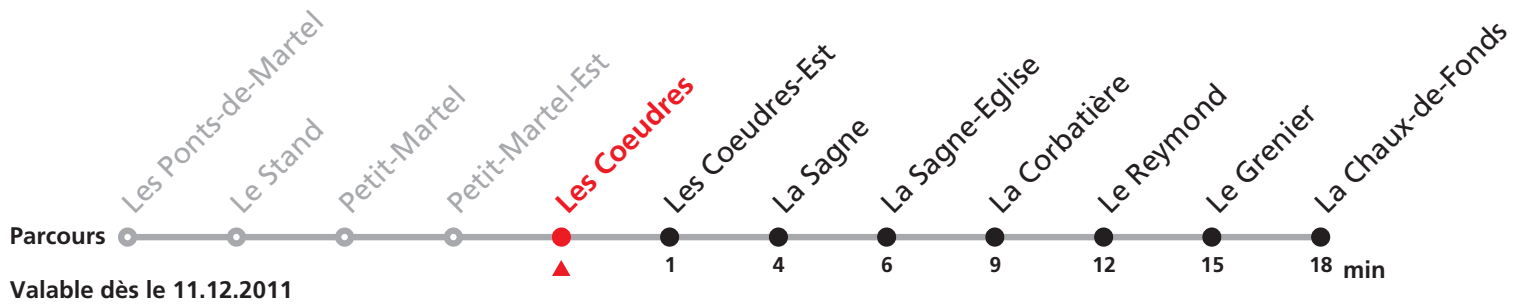 Les Ponts-de-Martel
Le Stand
Petit-Martel
Petit-Martel-Est
Les Coeudres
Les Coeudres-Est
La Sagne
La Sagne-Eglise
La Corbatière
Le Reymond
Le Grenier
La Chaux-de-Fonds
Parcours
1 4 6 9 12 15 18 min
Valable dès le 11.12.2011